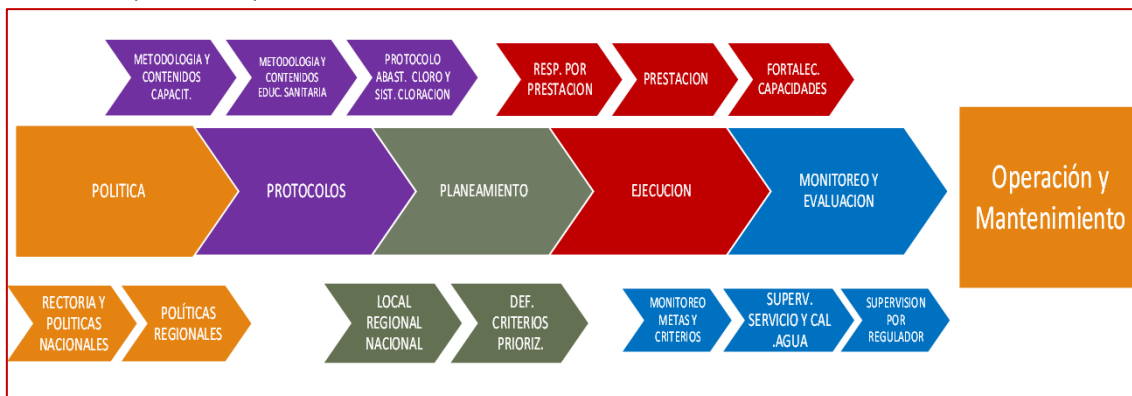 METODOLOGIA Y
CONTENIDOS
CAPACIT.
METODOLOGIA Y
CONTENIDOS
EDUC. SANITARIA
PROTOCOLO
ABAST. CLORO Y
SIST. CLORACION
RESP. POR
PRESTACION
PRESTACION
FORTALEC.
CAPACIDADES
POLITICA
PROTOCOLOS
PLANEAMIENTO
EJECUCION
MONITOREO Y
EVALUACION
Operación y
Mantenimiento
RECTORIA Y
POLITICAS
NACIONALES
POLÍTICAS
REGIONALES
LOCAL
REGIONAL
NACIONAL
DEF.
CRITERIOS
PRIORIZ.
MONITOREO
METAS Y
CRITERIOS
SUPERV.
SERVICIO Y CAL
.AGUA
SUPERVISION
POR
REGULADOR